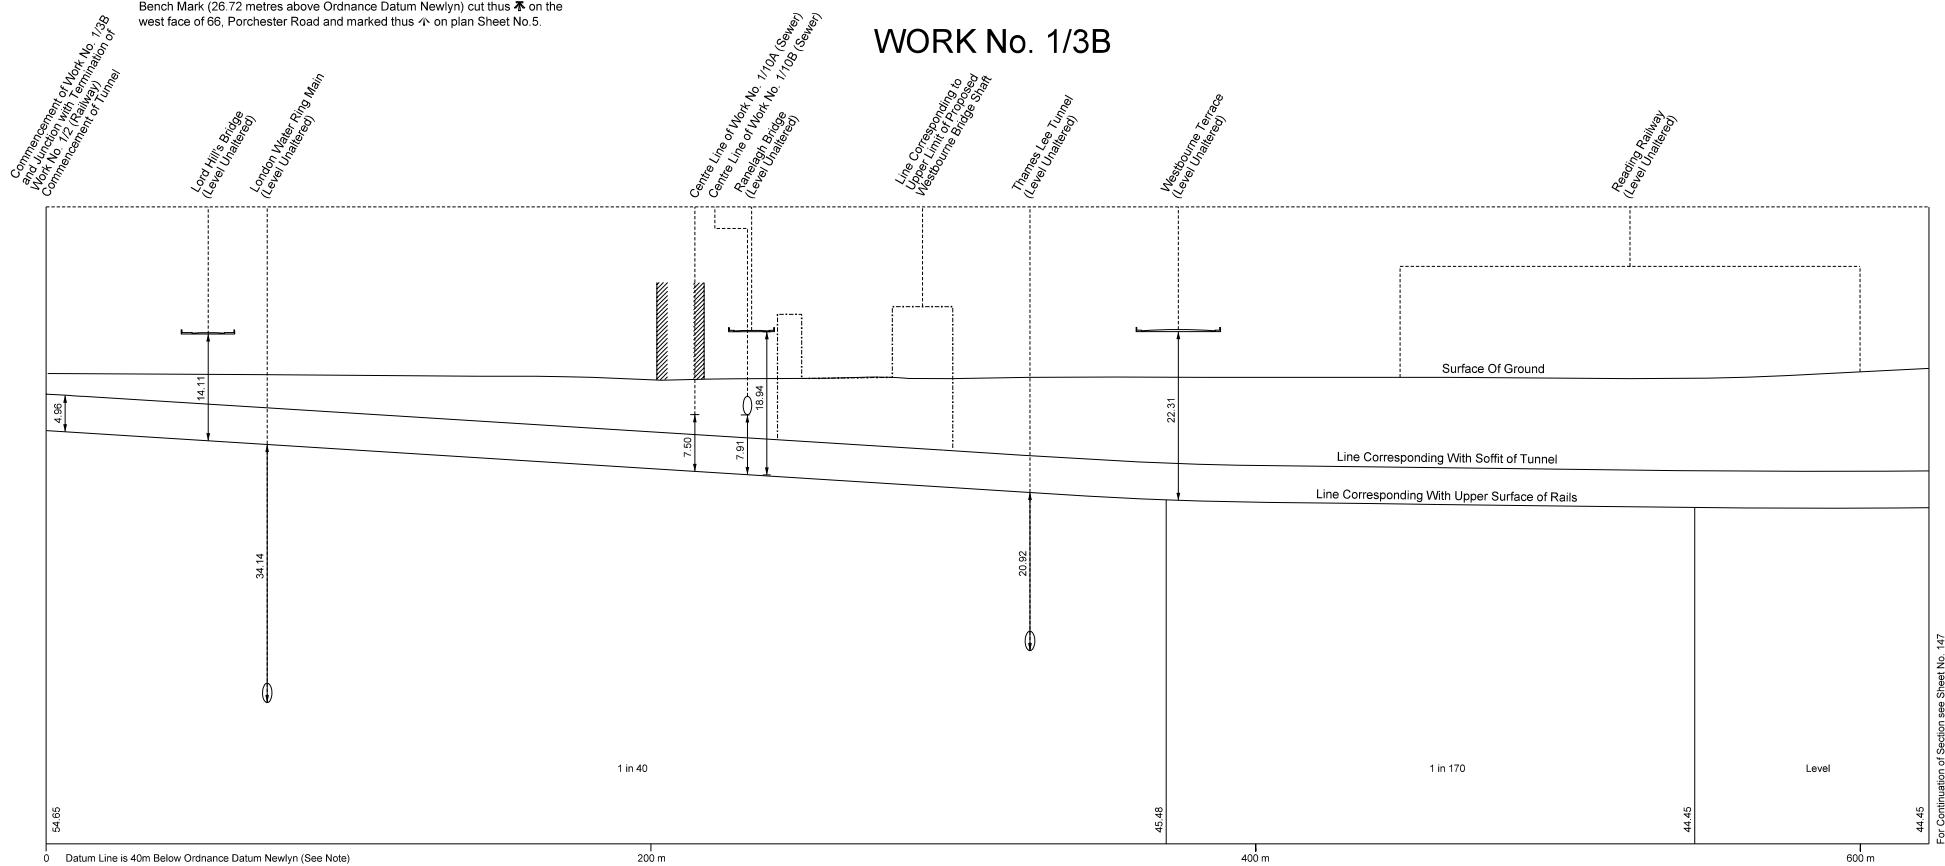 Bench Mark (26.72 metres above Ordnance Datum Newlyn) cut thus on the
west face of 66, Porchester Road and marked thus on plan Sheet No.5.
WORK No. 1/3B
Commencement of Work No. 1/3B
and Junction with Termination of
Work No. 1/2 (Railway)
Commencement of Tunnel
Lord Hill's Bridge
(Level Unaltered)
London Water Ring Main
(Level Unaltered)
Centre Line of Work No. 1/10A (Sewer)
Centre Line of Work No. 1/10B (Sewer)
Ranelagh Bridge
(Level Unaltered)
Line Corresponding to
Upper Limit of Proposed
Westbourne Bridge Shaft
Thames Lee Tunnel
(Level Unaltered)
Westbourne Terrace
(Level Unaltered)
Reading Railway
(Level Unaltered)
Surface Of Ground
4.96
14.11
7.50
7.91
18.94
22.31
Line Corresponding With Soffit of Tunnel
Line Corresponding With Upper Surface of Rails
34.14
20.92
1 in 40
1 in 170
Level
54.65
45.48
44.45
44.45
For Continuation of Section see Sheet No. 147
0
Datum Line is 40m Below Ordnance Datum Newlyn (See Note)
200 m
400 m
600 m